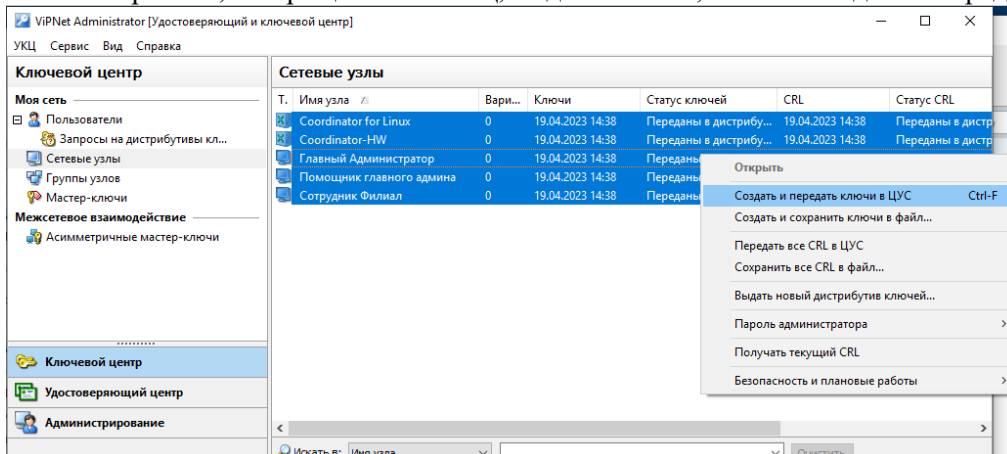 ViPNet Administrator [Удостоверяющий и ключевой центр]
УКЦ Сервис Вид Справка
Ключевой центр
Сетевые узлы
Моя сеть
Пользователи
Запросы на дистрибутивы кл...
Сетевые узлы
Группы узлов
Мастер-ключи
Межсетевое взаимодействие
Асимметричные мастер-ключи
Ключевой центр
Удостоверяющий центр
Администрирование
Т. Имя узла Вари... Ключи Статус ключей CRL Статус CRL
Coordinator for Linux 0 19.04.2023 14:38 Переданы в дистрибу... 19.04.2023 14:38 Переданы в дистр
Coordinator-HW 0 19.04.2023 14:38 Переданы в дистрибу... 19.04.2023 14:38 Переданы в дистр
Главный Администратор 0 19.04.2023 14:38 Переданы
Помощник главного админа 0 19.04.2023 14:38 Переданы
Сотрудник Филиал 0 19.04.2023 14:38 Переданы
Открыть
Создать и передать ключи в ЦУС Ctrl-F
Создать и сохранить ключи в файл...
Передать все CRL в ЦУС
Сохранить все CRL в файл...
Выдать новый дистрибутив ключей...
Пароль администратора
Получать текущий CRL
Безопасность и плановые работы
Искать в: Имя узла Очистить